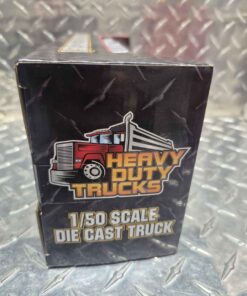 HEAVY
DUTY
TRUCKS
1/50 SCALE
DIE CAST TRUCK